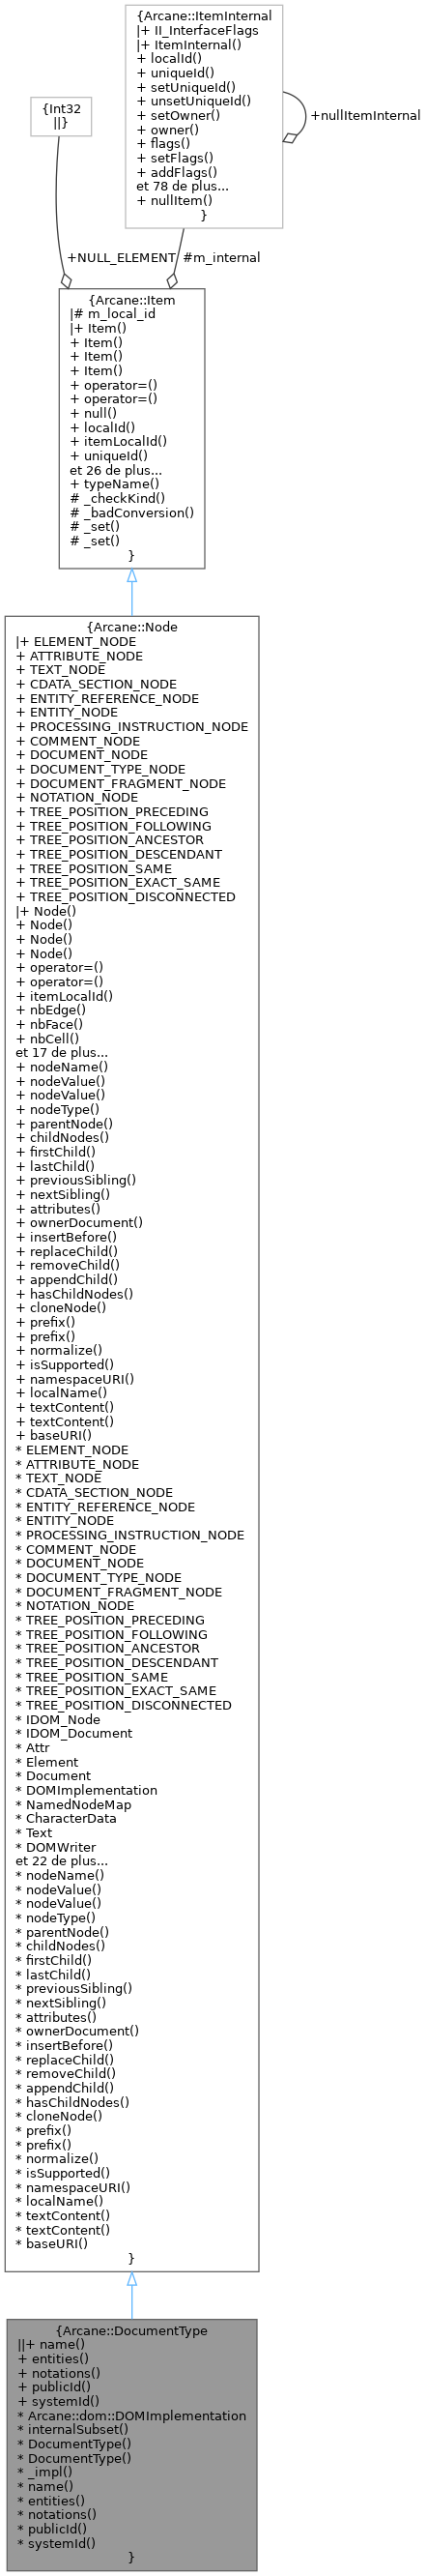 {Arcane::ItemInternal
|+ II_InterfaceFlags
|+ ItemInternal()
+ localId()
+ uniqueId()
+ setUniqueId()
+ unsetUniqueId()
+ setOwner()
+ owner()
+ flags()
+ setFlags()
+ addFlags()
et 78 de plus...
+ nullItem()
}
+nullItemInternal
{Int32
||}
+NULL_ELEMENT
#m_internal
{Arcane::Item
|# m_local_id
|+ Item()
+ Item()
+ Item()
+ Item()
+ operator=()
+ operator=()
+ null()
+ localId()
+ itemLocalId()
+ uniqueId()
et 26 de plus...
+ typeName()
# _checkKind()
# _badConversion()
# _set()
# _set()
}
{Arcane::Node
|+ ELEMENT_NODE
+ ATTRIBUTE_NODE
+ TEXT_NODE
+ CDATA_SECTION_NODE
+ ENTITY_REFERENCE_NODE
+ ENTITY_NODE
+ PROCESSING_INSTRUCTION_NODE
+ COMMENT_NODE
+ DOCUMENT_NODE
+ DOCUMENT_TYPE_NODE
+ DOCUMENT_FRAGMENT_NODE
+ NOTATION_NODE
+ TREE_POSITION_PRECEDING
+ TREE_POSITION_FOLLOWING
+ TREE_POSITION_ANCESTOR
+ TREE_POSITION_DESCENDANT
+ TREE_POSITION_SAME
+ TREE_POSITION_EXACT_SAME
+ TREE_POSITION_DISCONNECTED
|+ Node()
+ Node()
+ Node()
+ Node()
+ operator=()
+ operator=()
+ itemLocalId()
+ nbEdge()
+ nbFace()
+ nbCell()
et 17 de plus...
+ nodeName()
+ nodeValue()
+ nodeValue()
+ nodeType()
+ parentNode()
+ childNodes()
+ firstChild()
+ lastChild()
+ previousSibling()
+ nextSibling()
+ attributes()
+ ownerDocument()
+ insertBefore()
+ replaceChild()
+ removeChild()
+ appendChild()
+ hasChildNodes()
+ cloneNode()
+ prefix()
+ prefix()
+ normalize()
+ isSupported()
+ namespaceURI()
+ localName()
+ textContent()
+ textContent()
+ baseURI()
* ELEMENT_NODE
* ATTRIBUTE_NODE
* TEXT_NODE
* CDATA_SECTION_NODE
* ENTITY_REFERENCE_NODE
* ENTITY_NODE
* PROCESSING_INSTRUCTION_NODE
* COMMENT_NODE
* DOCUMENT_NODE
* DOCUMENT_TYPE_NODE
* DOCUMENT_FRAGMENT_NODE
* NOTATION_NODE
* TREE_POSITION_PRECEDING
* TREE_POSITION_FOLLOWING
* TREE_POSITION_ANCESTOR
* TREE_POSITION_DESCENDANT
* TREE_POSITION_SAME
* TREE_POSITION_EXACT_SAME
* TREE_POSITION_DISCONNECTED
* IDOM_Node
* IDOM_Document
* Attr
* Element
* Document
* DOMImplementation
* NamedNodeMap
* CharacterData
* Text
* DOMWriter
et 22 de plus...
* nodeName()
* nodeValue()
* nodeValue()
* nodeType()
* parentNode()
* childNodes()
* firstChild()
* lastChild()
* previousSibling()
* nextSibling()
* attributes()
* ownerDocument()
* insertBefore()
* replaceChild()
* removeChild()
* appendChild()
* hasChildNodes()
* cloneNode()
* prefix()
* prefix()
* normalize()
* isSupported()
* namespaceURI()
* localName()
* textContent()
* textContent()
* baseURI()
}
{Arcane::DocumentType
||+ name()
+ entities()
+ notations()
+ publicId()
+ systemId()
* Arcane::dom::DOMImplementation
* internalSubset()
* DocumentType()
* DocumentType()
* _impl()
* name()
* entities()
* notations()
* publicId()
* systemId()
}